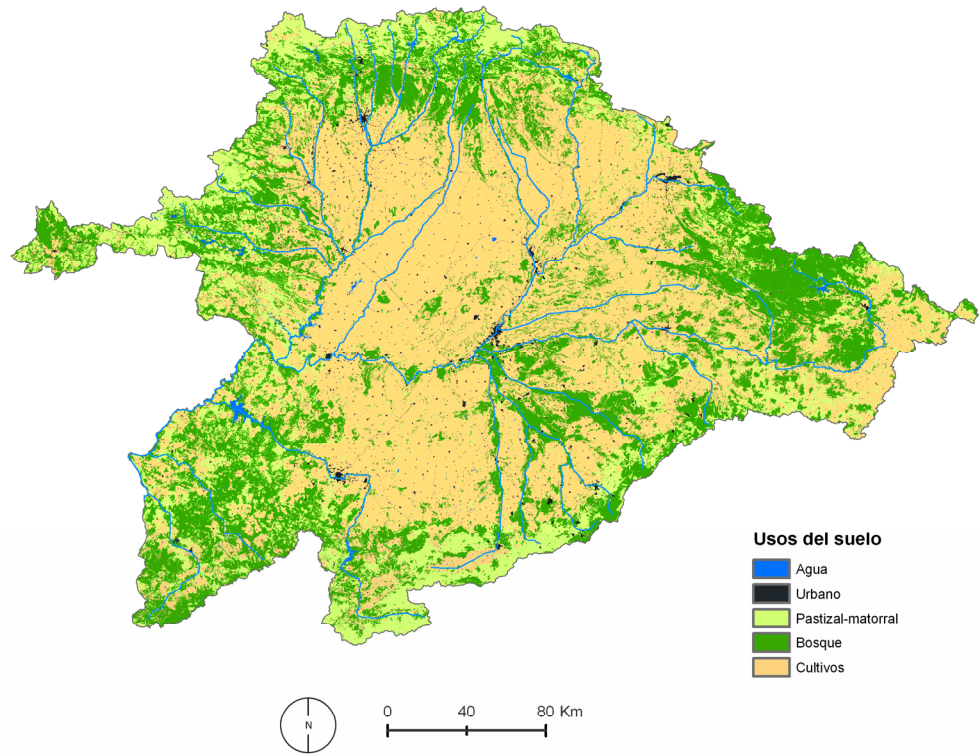 Usos del suelo
Agua
Urbano
Pastizal-matorral
Bosque
Cultivos
N
0 40 80 Km